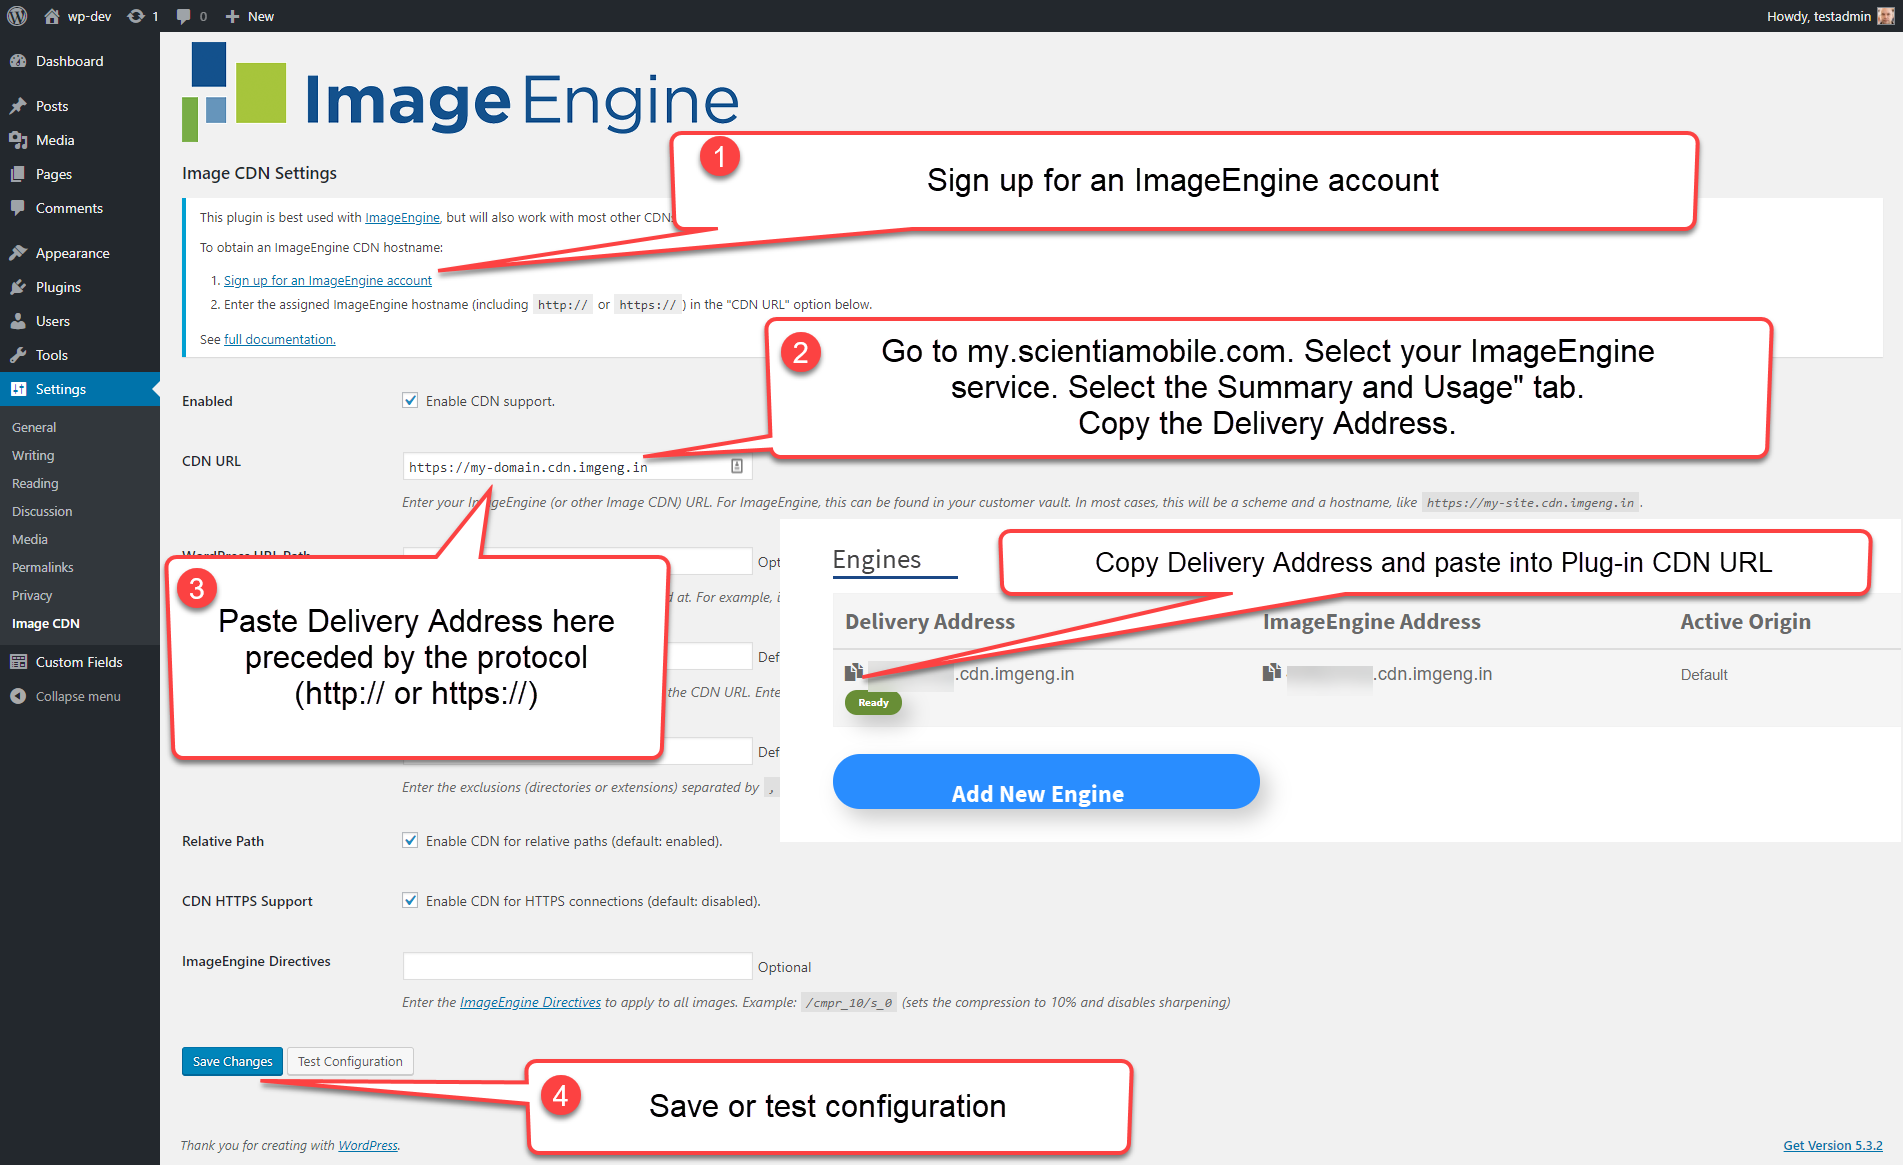 wp-dev
1
0
New
Howdy, testadmin
Dashboard
Posts
Media
Pages
Comments
Appearance
Plugins
Users
Tools
Settings
General
Writing
Reading
Discussion
Media
Permalinks
Privacy
Image CDN
Custom Fields
Collapse menu
ImageEngine
Image CDN Settings
This plugin is best used with ImageEngine, but will also work with most other CDN
To obtain an ImageEngine CDN hostname:
1. Sign up for an ImageEngine account
2. Enter the assigned ImageEngine hostname (including http:// or https:// ) in the "CDN URL" option below.
See full documentation.
1
Sign up for an ImageEngine account
2
Go to my.scientiamobile.com. Select your ImageEngine
service. Select the Summary and Usage" tab.
Copy the Delivery Address.
Enabled
Enable CDN support.
CDN URL
https://my-domain.cdn.imgeng.in
Enter your ImageEngine (or other Image CDN) URL. For ImageEngine, this can be found in your customer vault. In most cases, this will be a scheme and a hostname, like https://my-site.cdn.imgeng.in .
WordPress URL Path
Opt
d at. For example, i
3
Paste Delivery Address here
preceded by the protocol
(http:// or https://)
Def
the CDN URL. Ente
Def
Enter the exclusions (directories or extensions) separated by ,
Engines
Copy Delivery Address and paste into Plug-in CDN URL
Delivery Address
ImageEngine Address
Active Origin
.cdn.imgeng.in
.cdn.imgeng.in
Default
Ready
Add New Engine
Relative Path
Enable CDN for relative paths (default: enabled).
CDN HTTPS Support
Enable CDN for HTTPS connections (default: disabled).
ImageEngine Directives
Optional
Enter the ImageEngine Directives to apply to all images. Example: /cmpr_10/s_0 (sets the compression to 10% and disables sharpening)
Save Changes
Test Configuration
4
Save or test configuration
Thank you for creating with WordPress.
Get Version 5.3.2